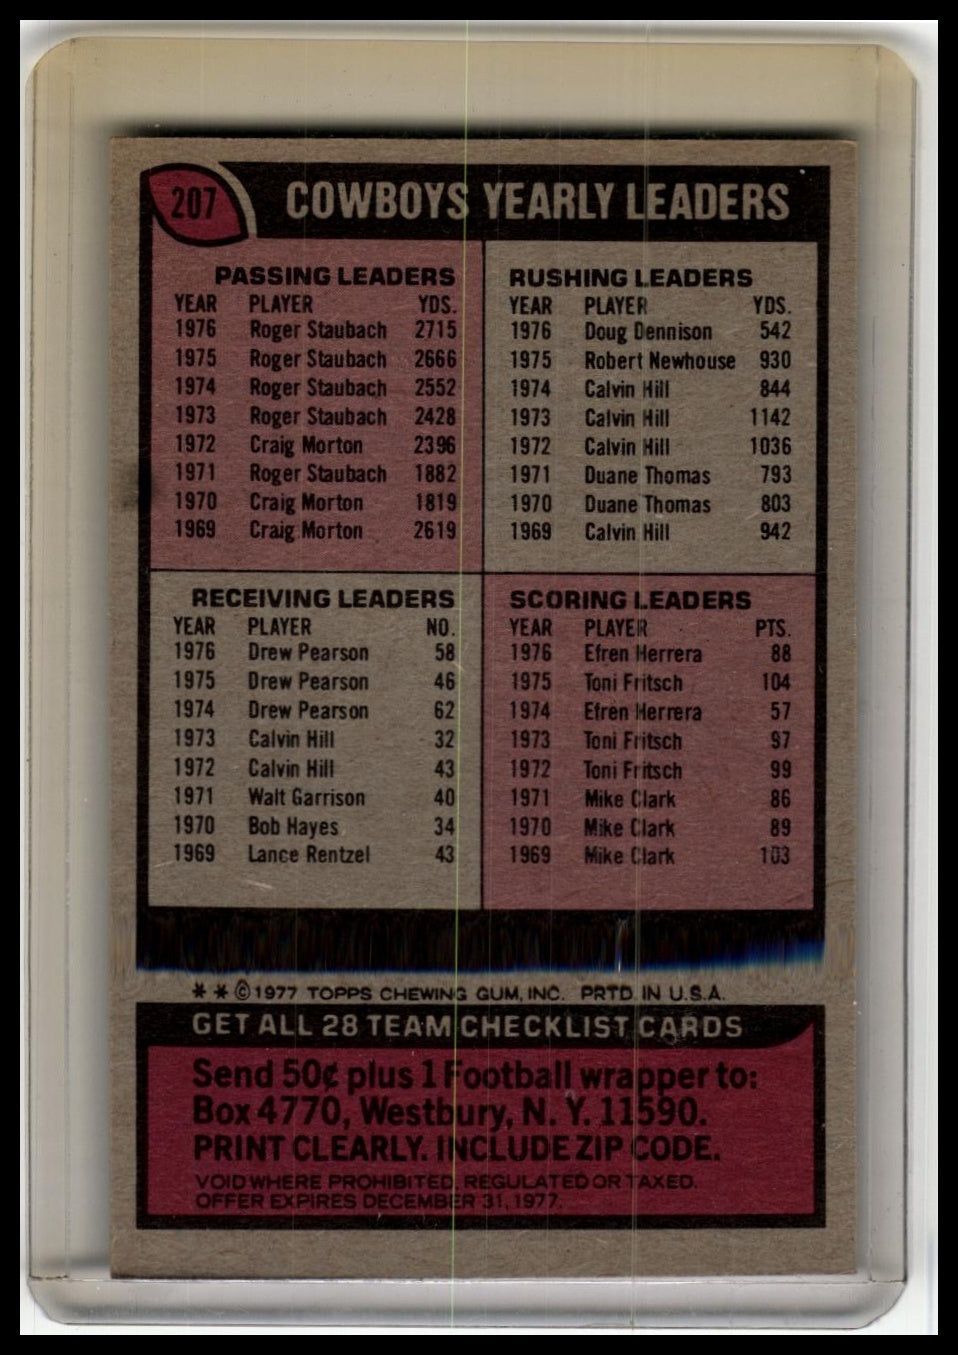 207 COWBOYS YEARLY LEADERS
PASSING LEADERS
YEAR PLAYER YDS.
1976 Roger Staubach 2715
1975 Roger Staubach 2666
1974 Roger Staubach 2552
1973 Roger Staubach 2428
1972 Craig Morton 2396
1971 Roger Staubach 1882
1970 Craig Morton 1819
1969 Craig Morton 2619
RUSHING LEADERS
YEAR PLAYER YDS.
1976 Doug Dennison 542
1975 Robert Newhouse 930
1974 Calvin Hill 844
1973 Calvin Hill 1142
1972 Calvin Hill 1036
1971 Duane Thomas 793
1970 Duane Thomas 803
1969 Calvin Hill 942
RECEIVING LEADERS
YEAR PLAYER NO.
1976 Drew Pearson 58
1975 Drew Pearson 46
1974 Drew Pearson 62
1973 Calvin Hill 32
1972 Calvin Hill 43
1971 Walt Garrison 40
1970 Bob Hayes 34
1969 Lance Rentzel 43
SCORING LEADERS
YEAR PLAYER PTS.
1976 Efren Herrera 88
1975 Toni Fritsch 104
1974 Efren Herrera 57
1973 Toni Fritsch 97
1972 Toni Fritsch 99
1971 Mike Clark 86
1970 Mike Clark 89
1969 Mike Clark 103
* * © 1977 TOPPS CHEWING GUM, INC. PRTD. IN U.S.A.
GET ALL 28 TEAM CHECKLIST CARDS
Send 50¢ plus 1 Football wrapper to:
Box 4770, Westbury, N. Y. 11590.
PRINT CLEARLY. INCLUDE ZIP CODE.
VOID WHERE PROHIBITED, REGULATED OR TAXED.
OFFER EXPIRES DECEMBER 31, 1977.